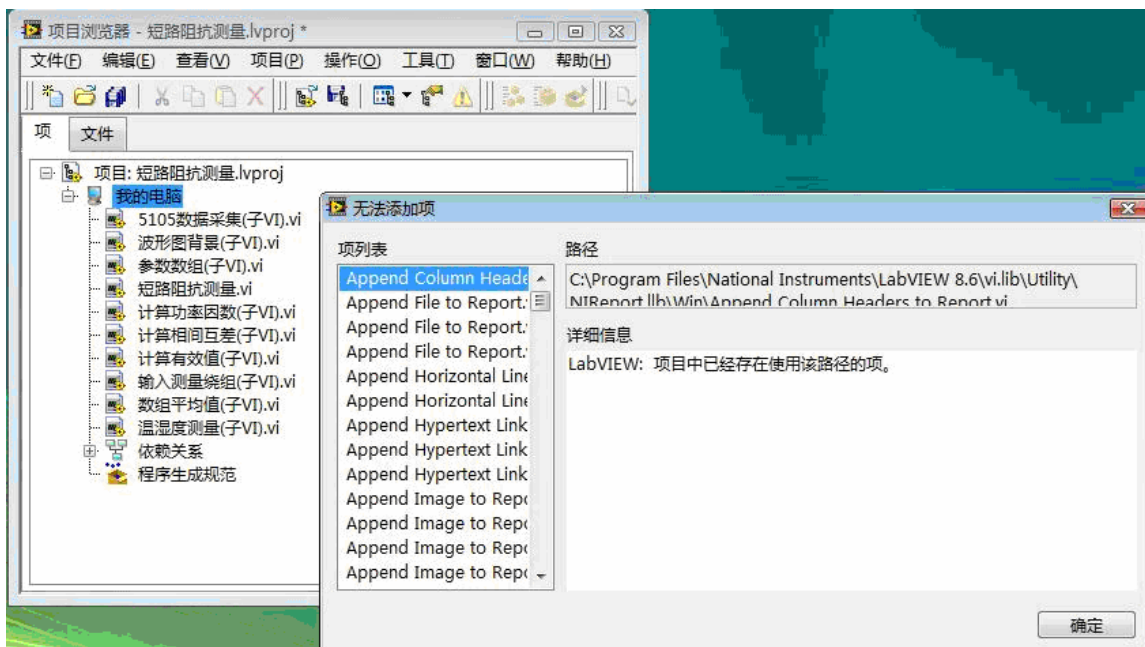 项目浏览器 - 短路阻抗测量.lvproj *
文件(F) 编辑(E) 查看(V) 项目(P) 操作(O) 工具(T) 窗口(W) 帮助(H)
项 文件
项目: 短路阻抗测量.lvproj
我的电脑
5105数据采集(子VI).vi
波形图背景(子VI).vi
参数数组(子VI).vi
短路阻抗测量.vi
计算功率因数(子VI).vi
计算相间互差(子VI).vi
计算有效值(子VI).vi
输入测量绕组(子VI).vi
数组平均值(子VI).vi
温湿度测量(子VI).vi
依赖关系
程序生成规范
无法添加项
项列表
Append Column Heade
Append File to Report.
Append File to Report.
Append File to Report.
Append Horizontal Line
Append Horizontal Line
Append Hypertext Link
Append Hypertext Link
Append Hypertext Link
Append Image to Repo
Append Image to Repo
Append Image to Repo
Append Image to Repo
路径
C:\Program Files\National Instruments\LabVIEW 8.6\vi.lib\Utility\
NIReport.llb\Win\Append Column Headers to Report.vi
详细信息
LabVIEW: 项目中已经存在使用该路径的项。
确定